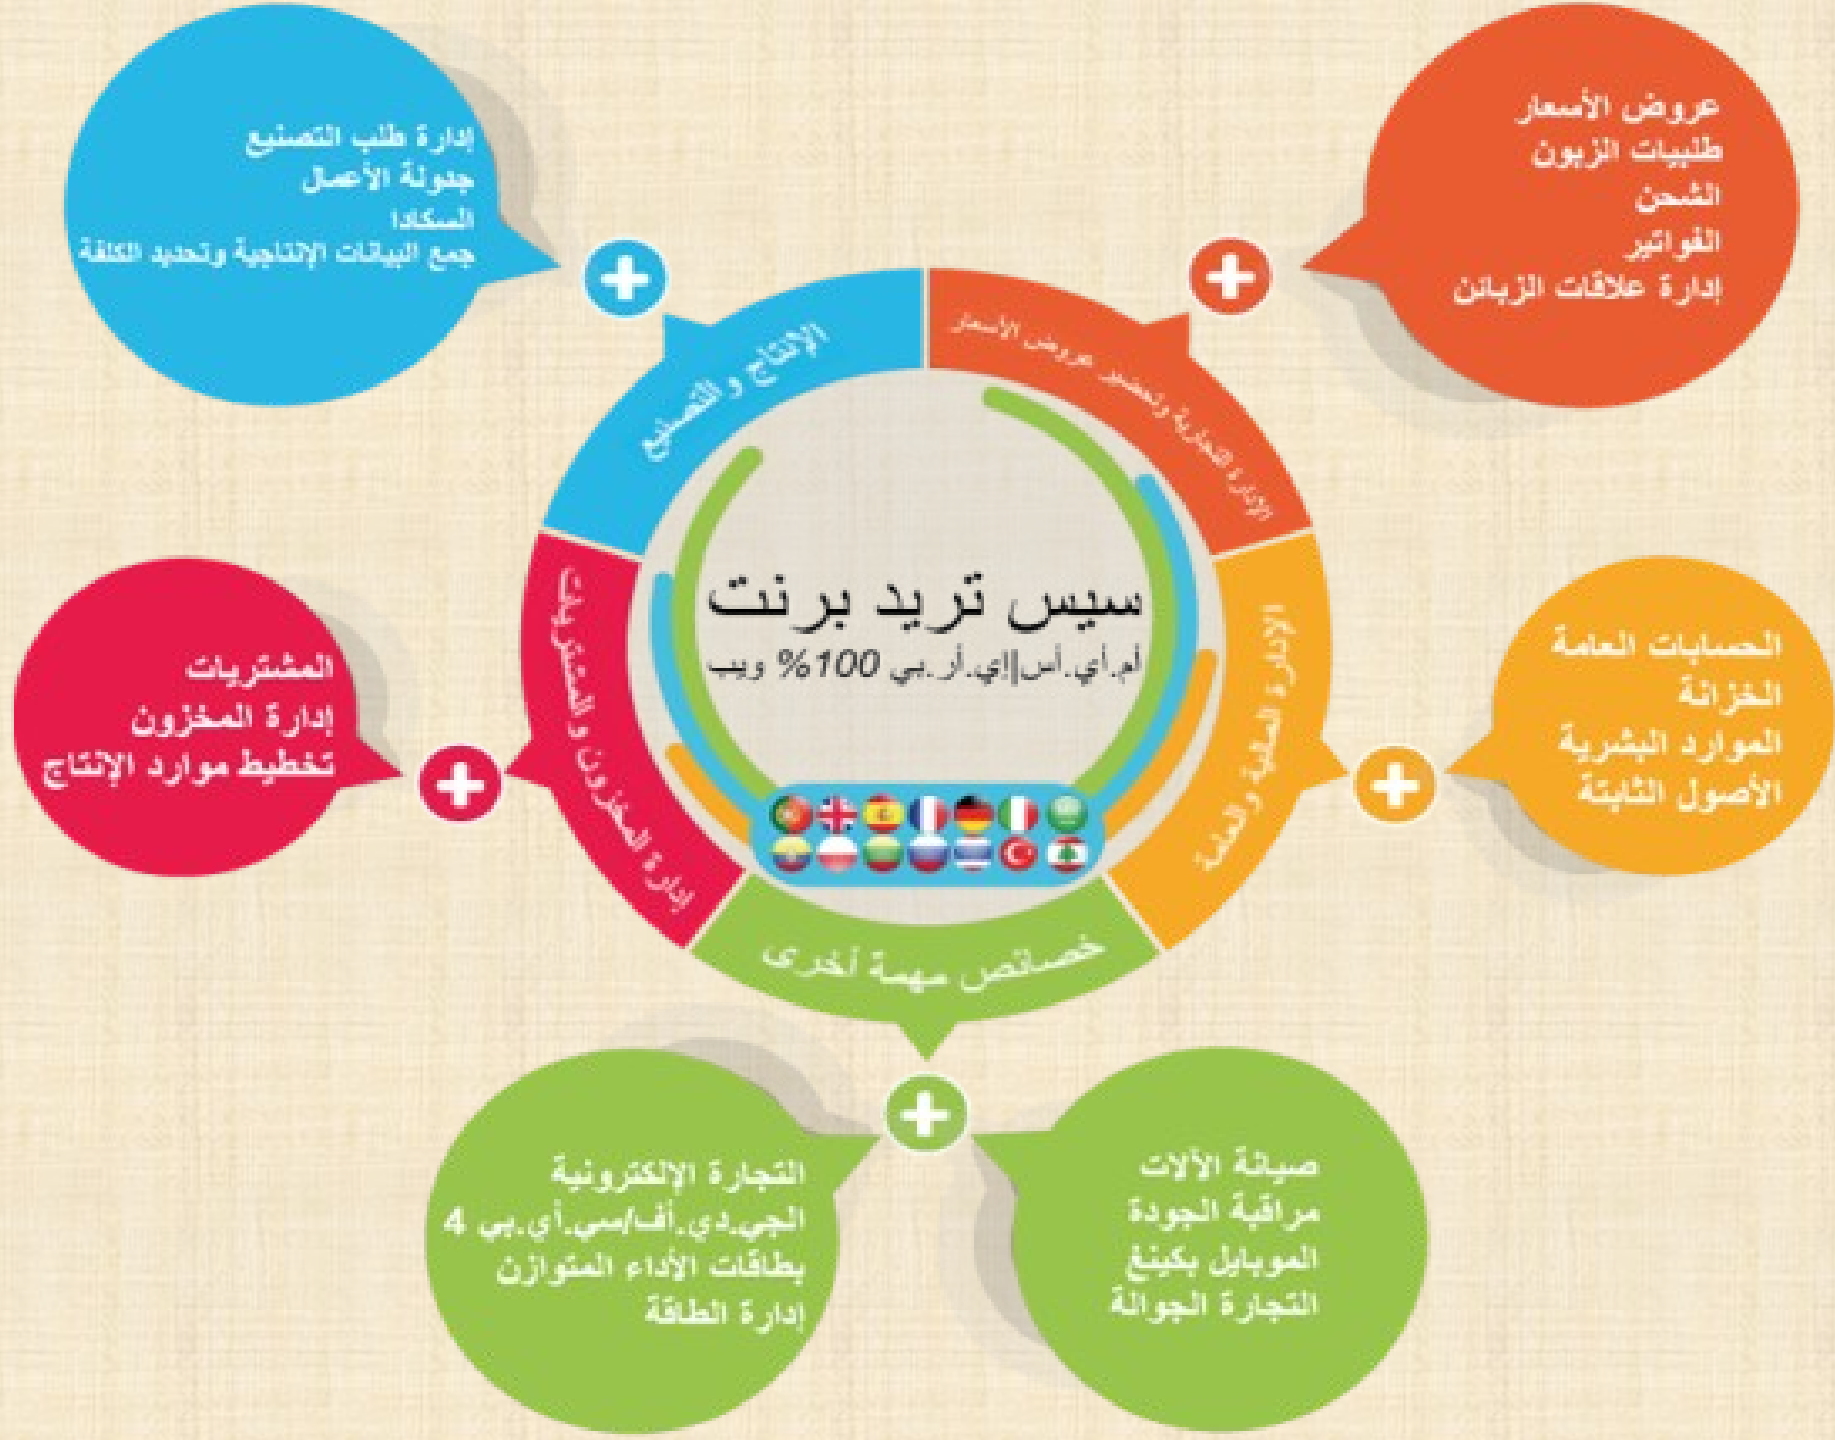 عروض الأسعار
طلبيات الزبون
الشحن
الفواتير
إدارة علاقات الزبائن
إدارة طلب التصنيع
جدولة الأعمال
السكادا
جمع البيانات الإنتاجية وتحديد الكلفة
الإدارة التجارية وتحضير عروض الأسعار
الإنتاج و التصنيع
سيس تريد برنت
أم.أي.أس||إي.أر.بي 100% ويب
الإدارة المالية والعامة
إدارة المخزون و المشتريات
خصائص مهمة أخرى
الحسابات العامة
الخزانة
الموارد البشرية
الأصول الثابتة
المشتريات
إدارة المخزون
تخطيط موارد الإنتاج
صيانة الآلات
مراقبة الجودة
الموبايل بكينغ
التجارة الجوالة
التجارة الإلكترونية
الجي.دي.أف/سي.أي.بي 4
بطاقات الأداء المتوازن
إدارة الطاقة